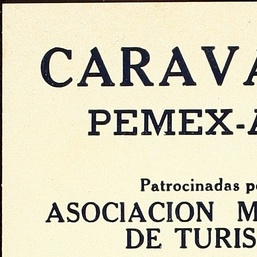 CARAVA
PEMEX-A
Patrocinadas p
ASOCIACION M
DE TURIS